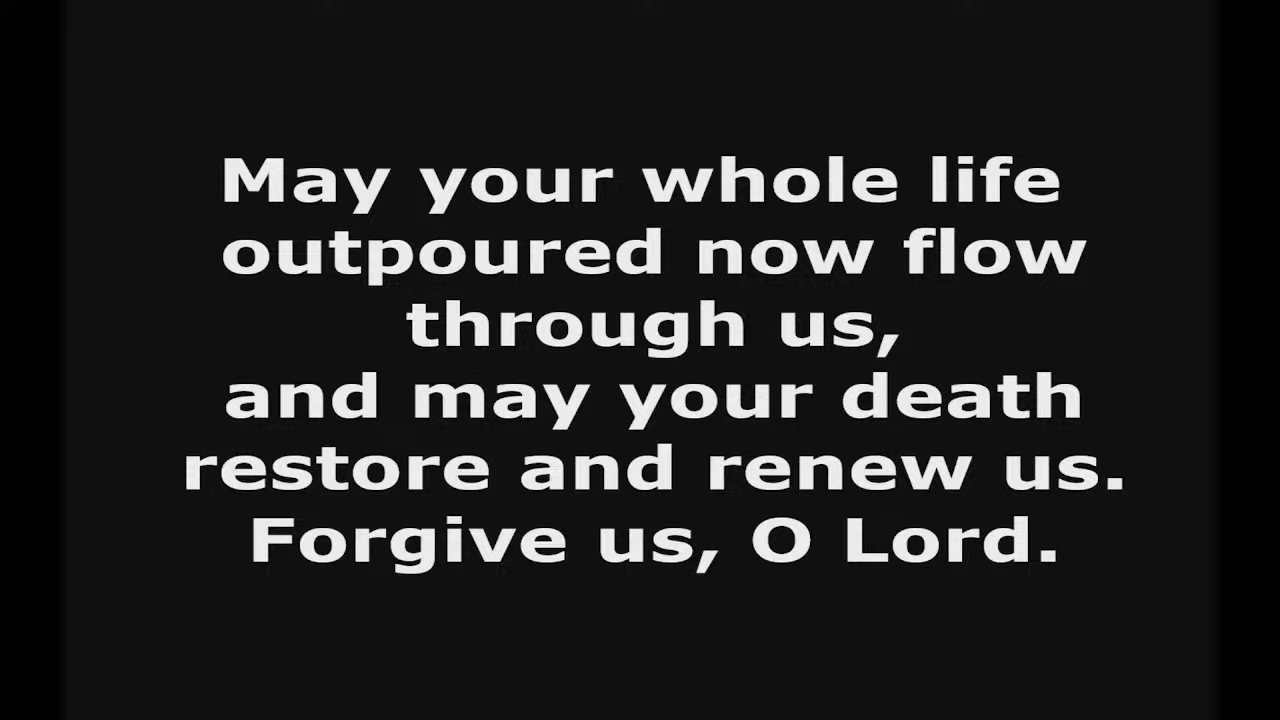 May your whole life
outpoured now flow
through us,
and may your death
restore and renew us.
Forgive us, O Lord.